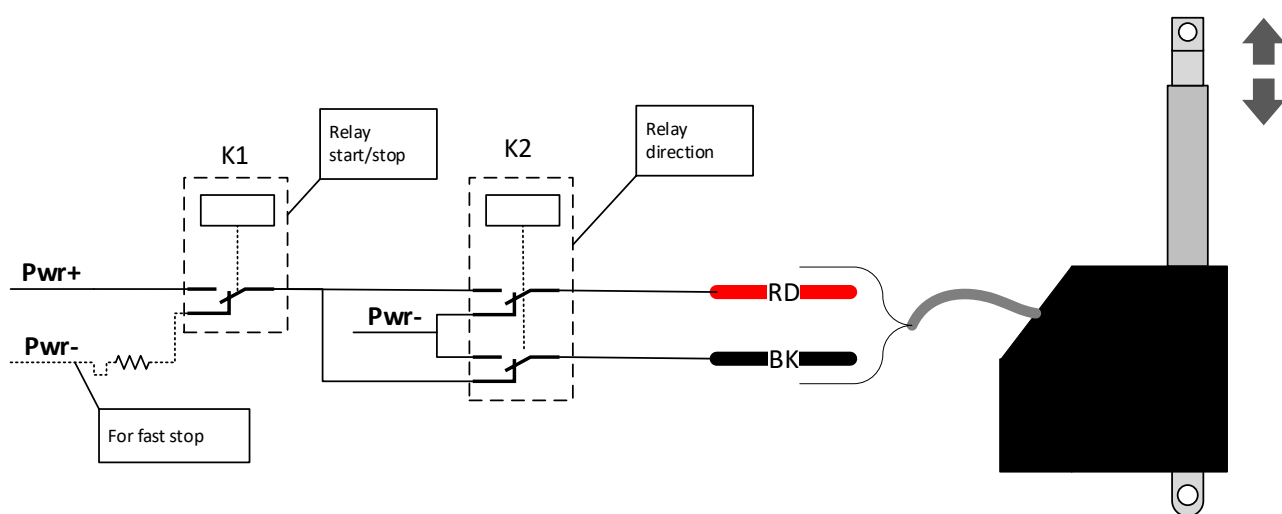 K1
Relay
start/stop
K2
Relay
direction
Pwr+
Pwr-
Pwr-
RD
BK
For fast stop